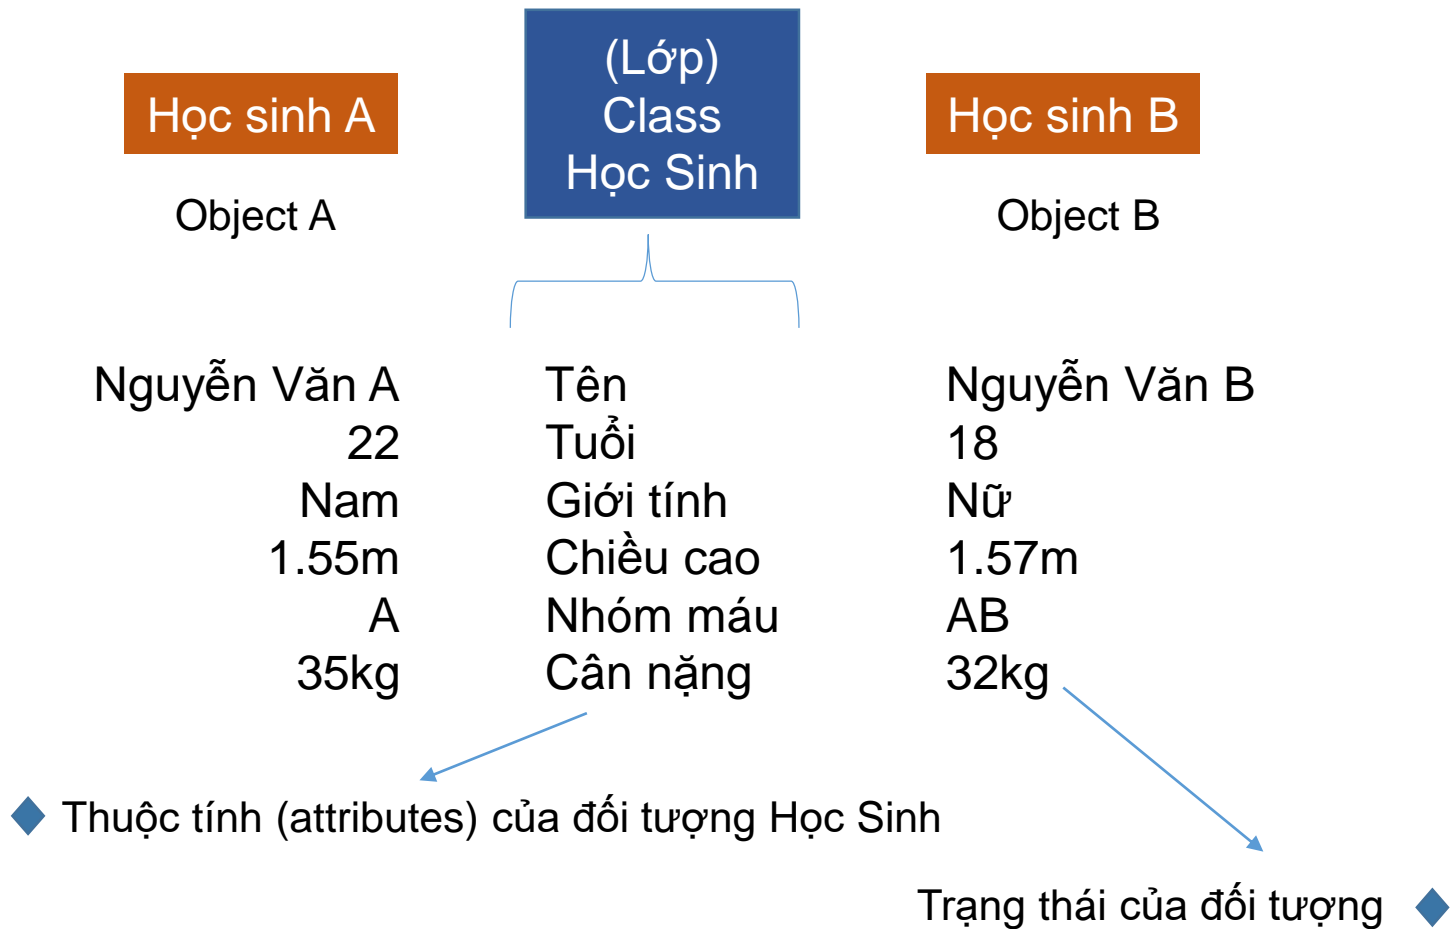 (Lớp)
Class
Học Sinh
Học sinh A
Học sinh B
Object A
Object B
Nguyễn Văn A Tên Nguyễn Văn B
22 Tuổi 18
Nam Giới tính Nữ
1.55m Chiều cao 1.57m
A Nhóm máu AB
35kg Cân nặng 32kg
Thuộc tính (attributes) của đối tượng Học Sinh
Trạng thái của đối tượng